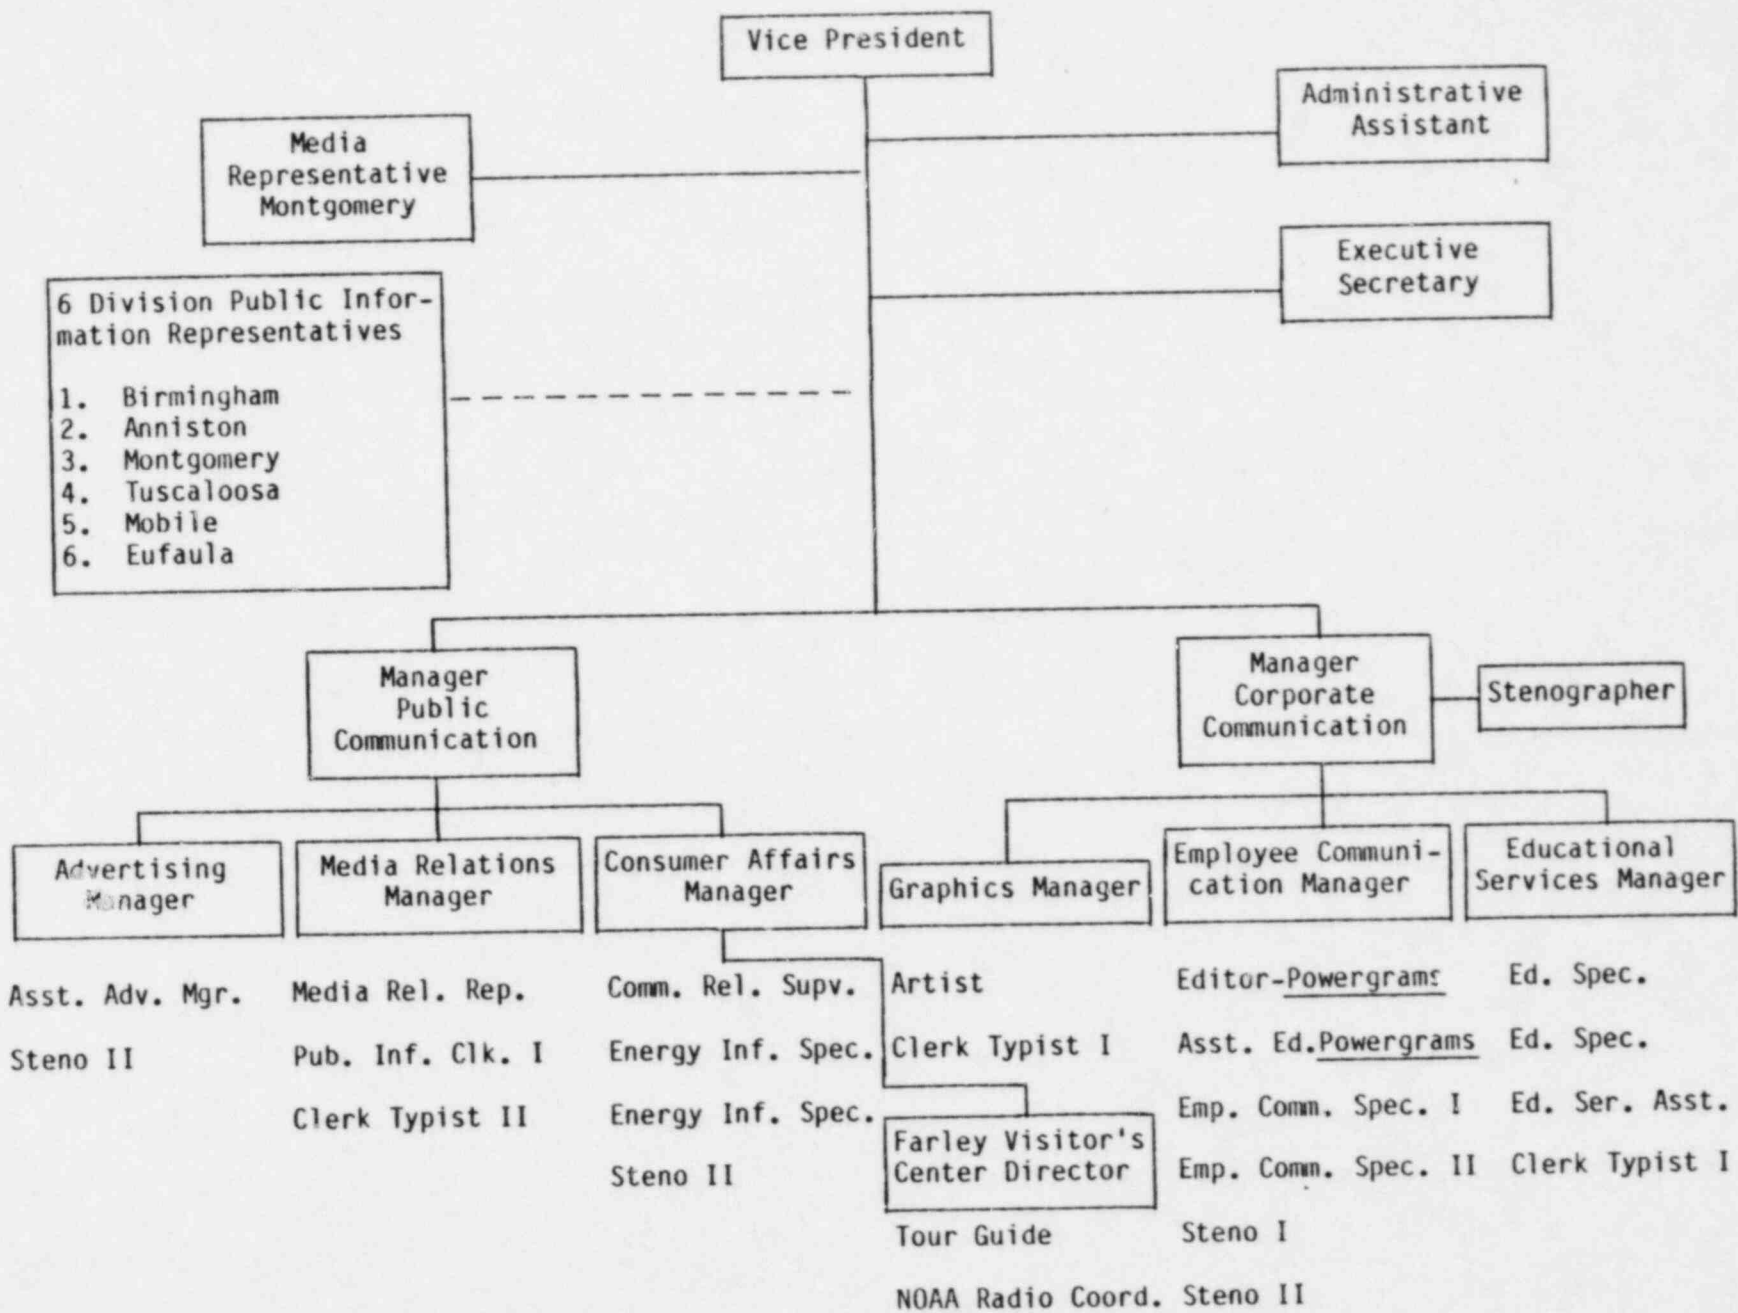 Vice President
Administrative
Assistant
Media
Representative
Montgomery
Executive
Secretary
6 Division Public Infor-
mation Representatives
1. Birmingham
2. Anniston
3. Montgomery
4. Tuscaloosa
5. Mobile
6. Eufaula
Manager
Public
Communication
Manager
Corporate
Communication
Stenographer
Advertising
Manager
Asst. Adv. Mgr.
Steno II
Media Relations
Manager
Media Rel. Rep.
Pub. Inf. Clk. I
Clerk Typist II
Consumer Affairs
Manager
Comm. Rel. Supv.
Energy Inf. Spec.
Energy Inf. Spec.
Steno II
Graphics Manager
Artist
Clerk Typist I
Farley Visitor's
Center Director
Tour Guide
NOAA Radio Coord.
Employee Communi-
cation Manager
Editor-Powergrams
Asst. Ed.Powergrams
Emp. Comm. Spec. I
Emp. Comm. Spec. II
Steno I
Steno II
Educational
Services Manager
Ed. Spec.
Ed. Spec.
Ed. Ser. Asst.
Clerk Typist I